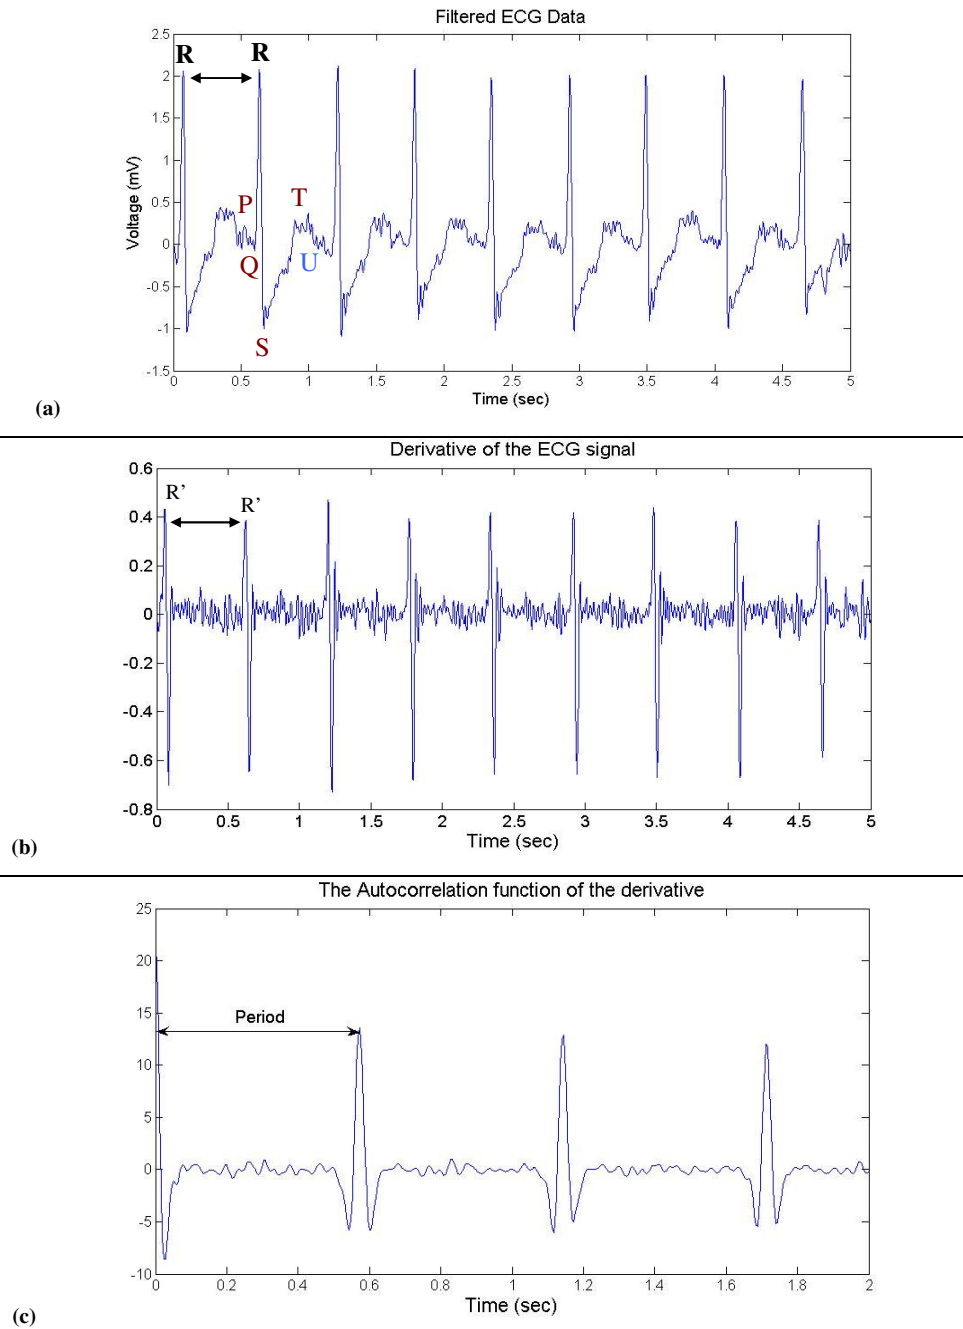 Filtered ECG Data
2.5
2
1.5
1
0.5
0
-0.5
-1
-1.5
Voltage (mV)
R R
P T
Q U
S
0 0.5 1 1.5 2 2.5 3 3.5 4 4.5 5
Time (sec)
(a)
Derivative of the ECG signal
0.6
0.4
0.2
0
-0.2
-0.4
-0.6
-0.8
R’ R’
0 0.5 1 1.5 2 2.5 3 3.5 4 4.5 5
Time (sec)
(b)
The Autocorrelation function of the derivative
25
20
15
10
5
0
-5
-10
Period
0 0.2 0.4 0.6 0.8 1 1.2 1.4 1.6 1.8 2
Time (sec)
(c)